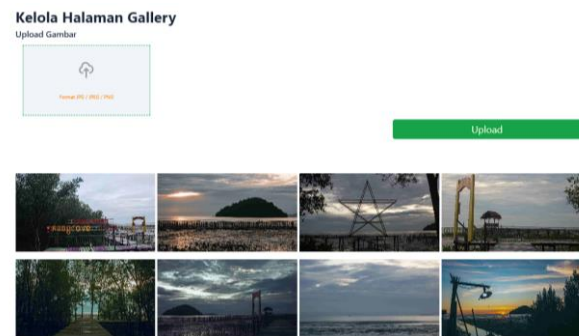 Kelola Halaman Gallery
Upload Gambar
Format JPG / JPEG / PNG
Upload